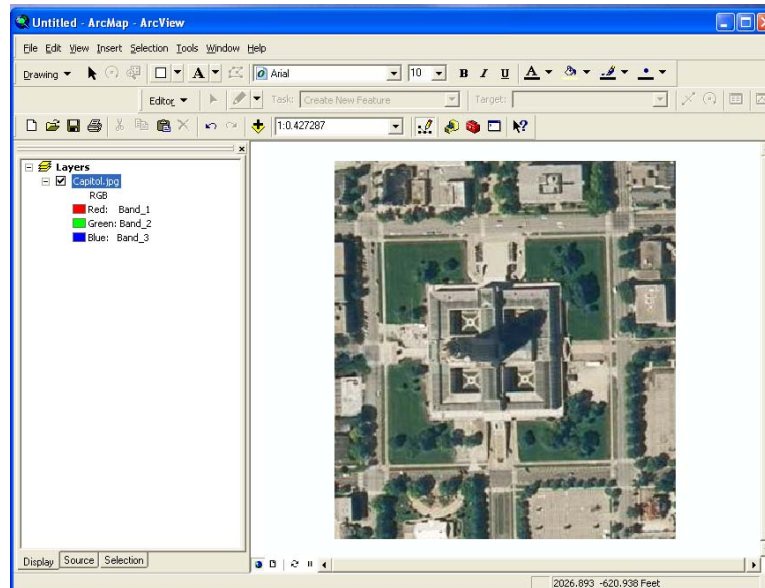 Untitled - ArcMap - ArcView
File Edit View Insert Selection Tools Window Help
Drawing A Arial 10 B I U A
Editor Task: Create New Feature Target:
1:0.427287
Layers
Capitol.jpg
RGB
Red: Band_1
Green: Band_2
Blue: Band_3
Display Source Selection
2026.893 -620.938 Feet